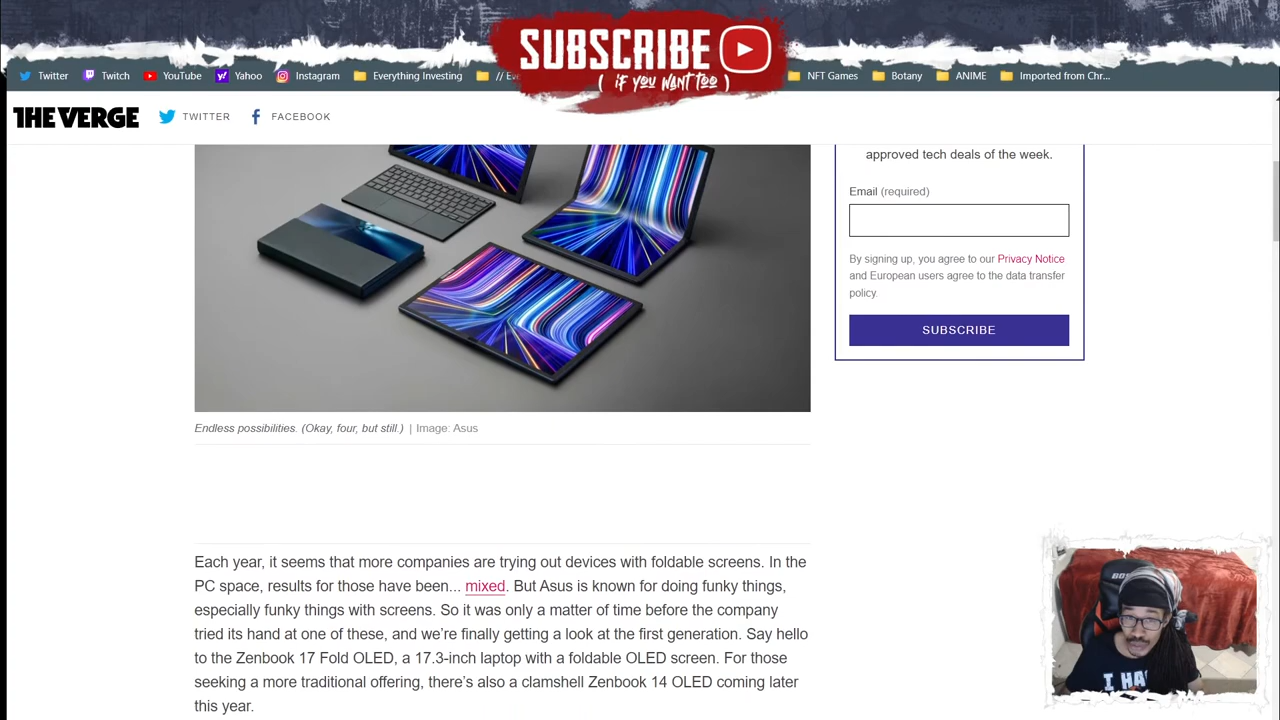 SUBSCRIBE
( if YOU WANT TOO )
Twitter
Twitch
YouTube
Yahoo
Instagram
Everything Investing
NFT Games
Botany
ANIME
Imported from Chr...
THE VERGE
TWITTER
FACEBOOK
approved tech deals of the week.
Email (required)
By signing up, you agree to our Privacy Notice
and European users agree to the data transfer
policy.
SUBSCRIBE
Endless possibilities. (Okay, four, but still.) | Image: Asus
Each year, it seems that more companies are trying out devices with foldable screens. In the
PC space, results for those have been... mixed. But Asus is known for doing funky things,
especially funky things with screens. So it was only a matter of time before the company
tried its hand at one of these, and we're finally getting a look at the first generation. Say hello
to the Zenbook 17 Fold OLED, a 17.3-inch laptop with a foldable OLED screen. For those
seeking a more traditional offering, there's also a clamshell Zenbook 14 OLED coming later
this year.